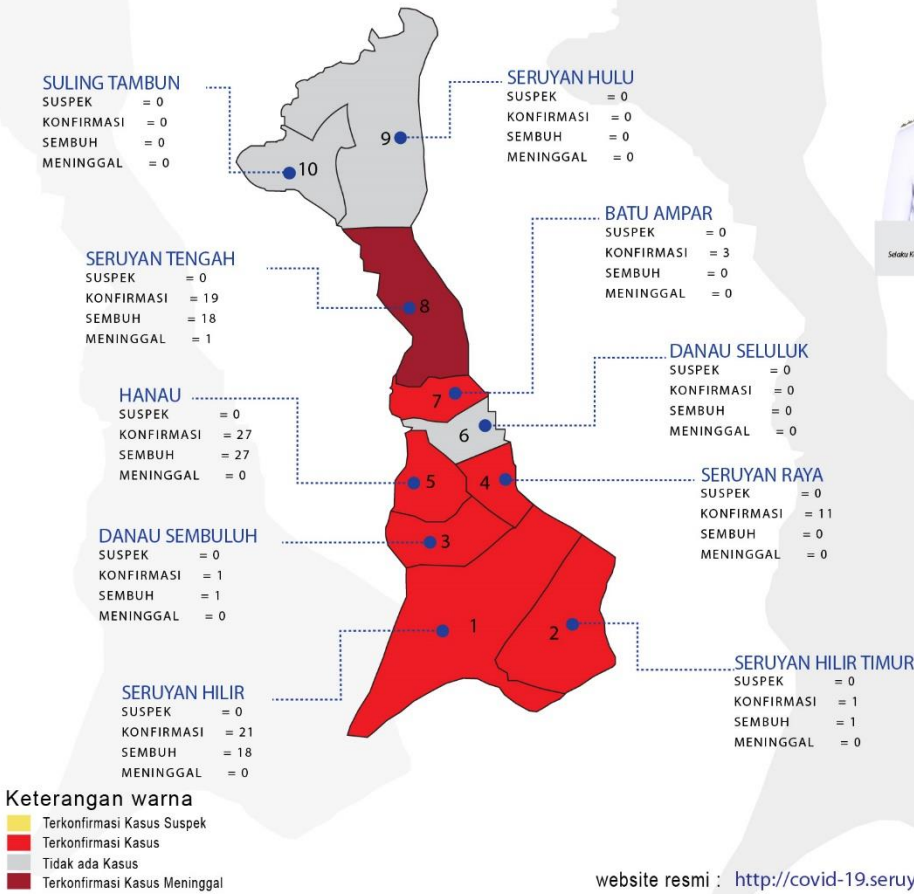 SULING TAMBUN
SUSPEK = 0
KONFIRMASI = 0
SEMBUH = 0
MENINGGAL = 0
SERUYAN HULU
SUSPEK = 0
KONFIRMASI = 0
SEMBUH = 0
MENINGGAL = 0
9
10
BATU AMPAR
SUSPEK = 0
KONFIRMASI = 3
SEMBUH = 0
MENINGGAL = 0
Selaku K
SERUYAN TENGAH
SUSPEK = 0
KONFIRMASI = 19
SEMBUH = 18
MENINGGAL = 1
8
DANAU SELULUK
SUSPEK = 0
KONFIRMASI = 0
SEMBUH = 0
MENINGGAL = 0
HANAU
SUSPEK = 0
KONFIRMASI = 27
SEMBUH = 27
MENINGGAL = 0
7
6
5
4
SERUYAN RAYA
SUSPEK = 0
KONFIRMASI = 11
SEMBUH = 0
MENINGGAL = 0
DANAU SEMBULUH
SUSPEK = 0
KONFIRMASI = 1
SEMBUH = 1
MENINGGAL = 0
3
1
2
SERUYAN HILIR TIMUR
SUSPEK = 0
KONFIRMASI = 1
SEMBUH = 1
MENINGGAL = 0
SERUYAN HILIR
SUSPEK = 0
KONFIRMASI = 21
SEMBUH = 18
MENINGGAL = 0
Keterangan warna
Terkonfirmasi Kasus Suspek
Terkonfirmasi Kasus
Tidak ada Kasus
Terkonfirmasi Kasus Meninggal
website resmi : http://covid-19.seruy